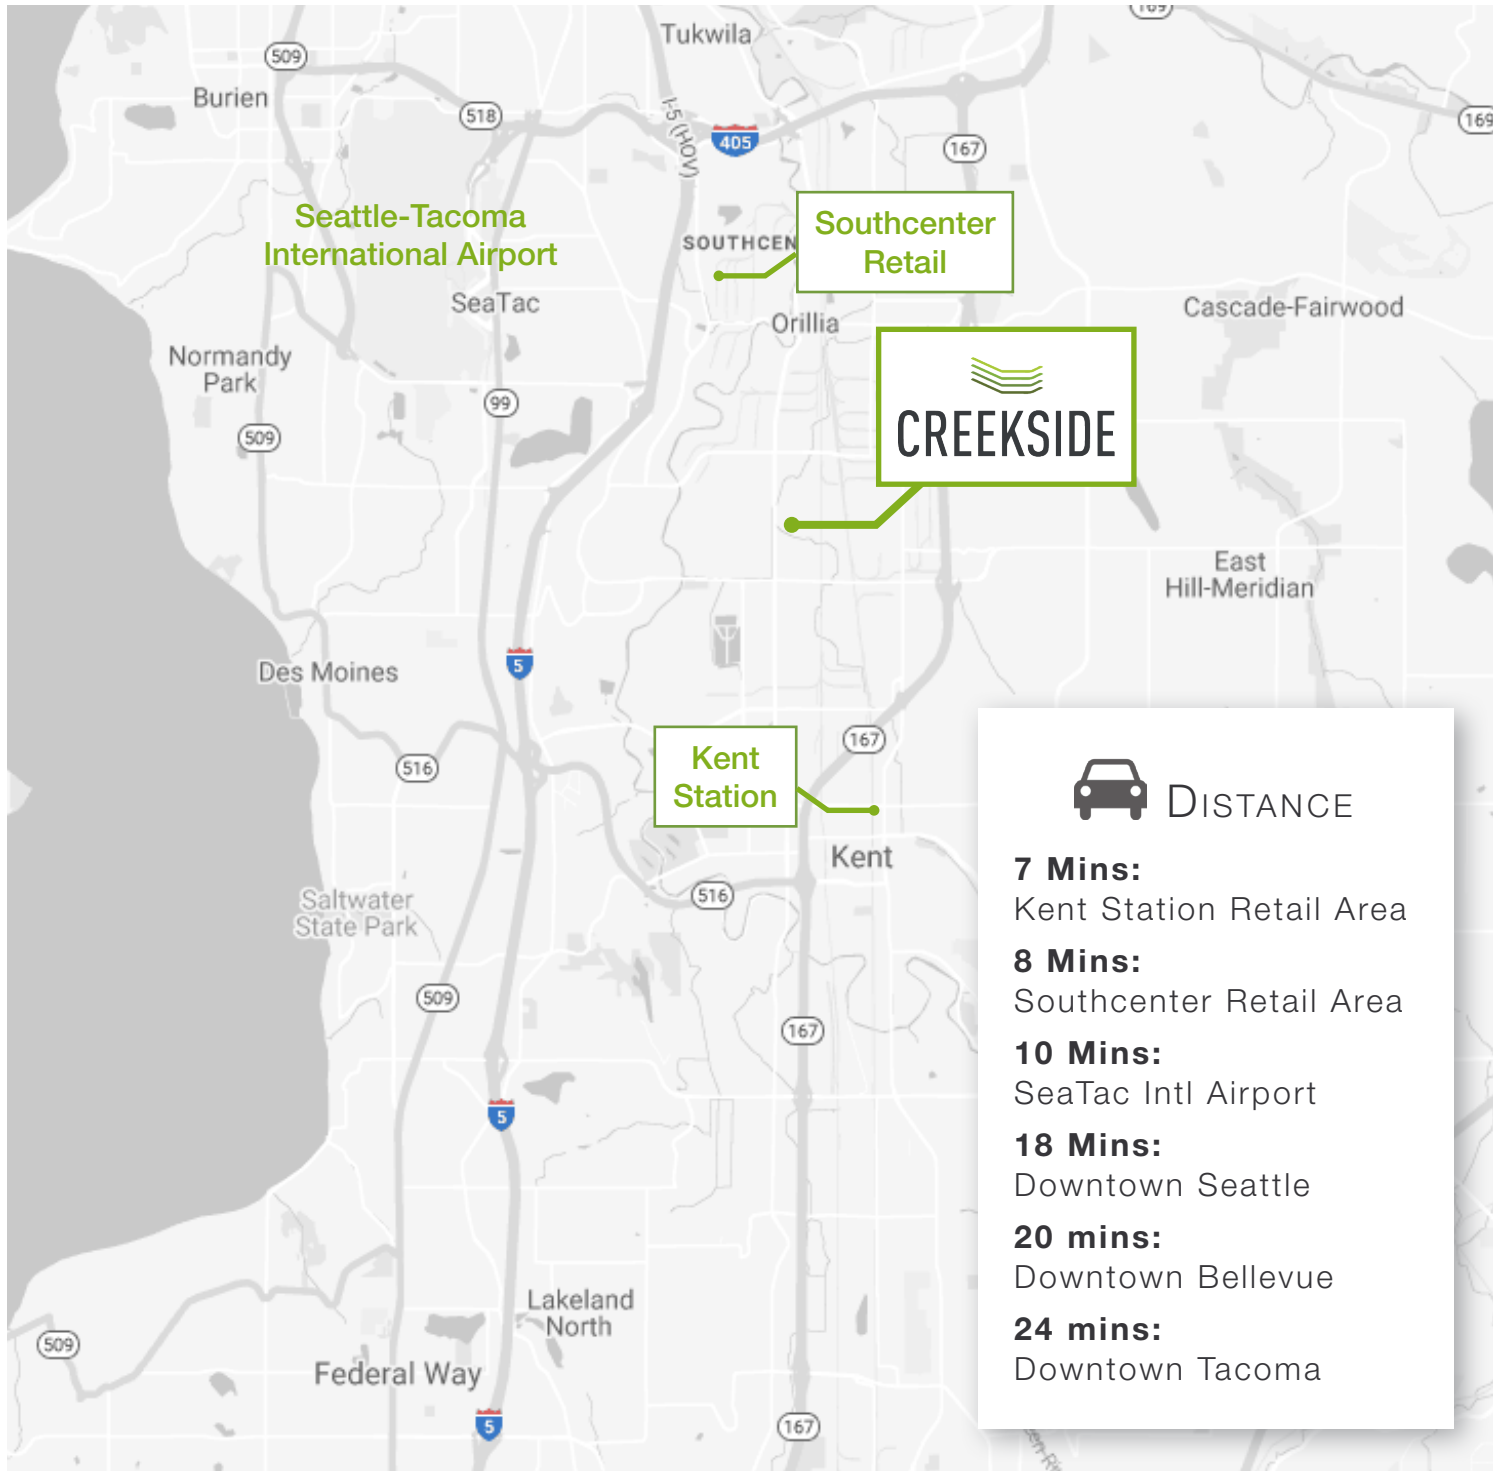 169
Tukwila
509
Burien
518
I-5 (HOV)
405
167
169
Seattle-Tacoma
International Airport
SOUTHCEN
Southcenter
Retail
SeaTac
Orillia
Cascade-Fairwood
Normandy
Park
99
509
CREEKSIDE
East
Hill-Meridian
5
Des Moines
516
Kent
Station
167
Kent
516
Saltwater
State Park
509
167
5
Lakeland
North
509
Federal Way
5
167
DISTANCE
7 Mins:
Kent Station Retail Area
8 Mins:
Southcenter Retail Area
10 Mins:
SeaTac Intl Airport
18 Mins:
Downtown Seattle
20 mins:
Downtown Bellevue
24 mins:
Downtown Tacoma